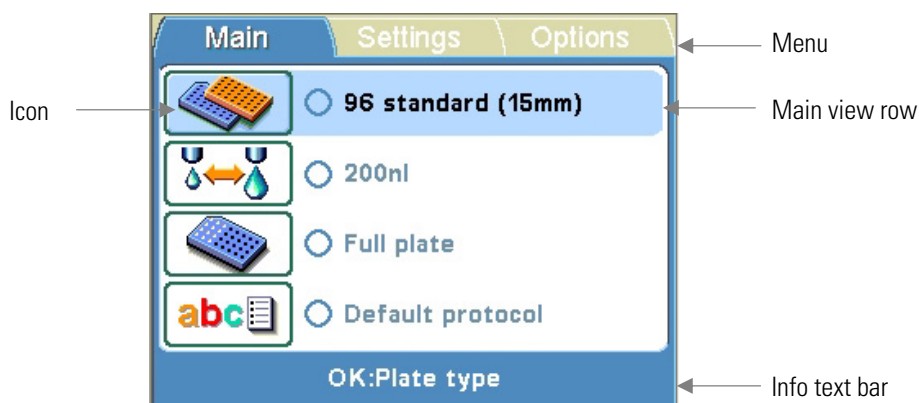 Main Settings Options
Menu
Icon
96 standard (15mm)
Main view row
200nl
Full plate
abc
Default protocol
OK:Plate type
Info text bar